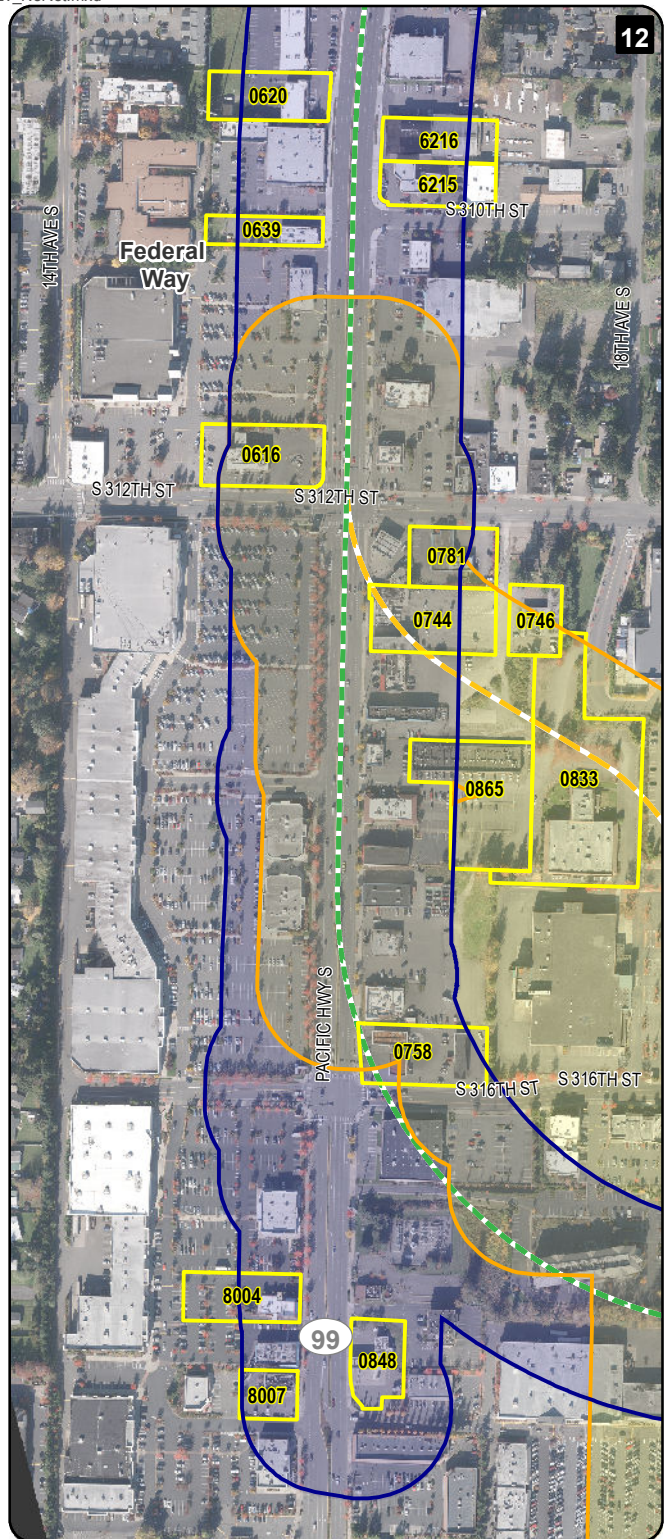 12
0620
6216
6215
S 310TH ST
14TH AVE S
0639
Federal
Way
18TH AVE S
0616
S 312TH ST
S 312TH ST
0781
0744
0746
0865
0833
PACIFIC HWY S
0758
S 316TH ST
S 316TH ST
8004
99
0848
8007